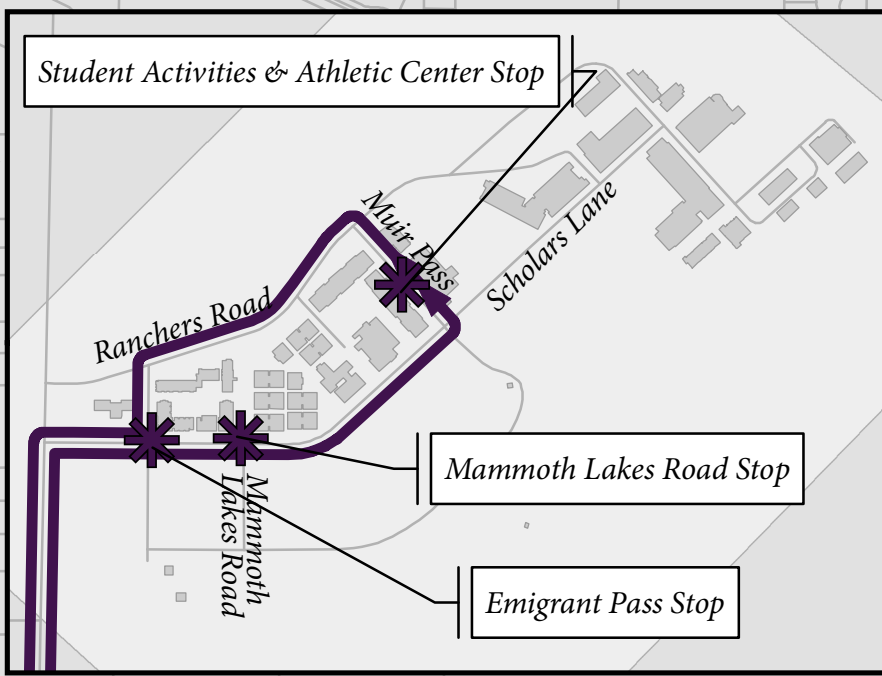 Student Activities & Athletic Center Stop
Muir Pass
Scholars Lane
Ranchers Road
Mammoth Lakes Road Stop
Mammoth
Lakes Road
Emigrant Pass Stop